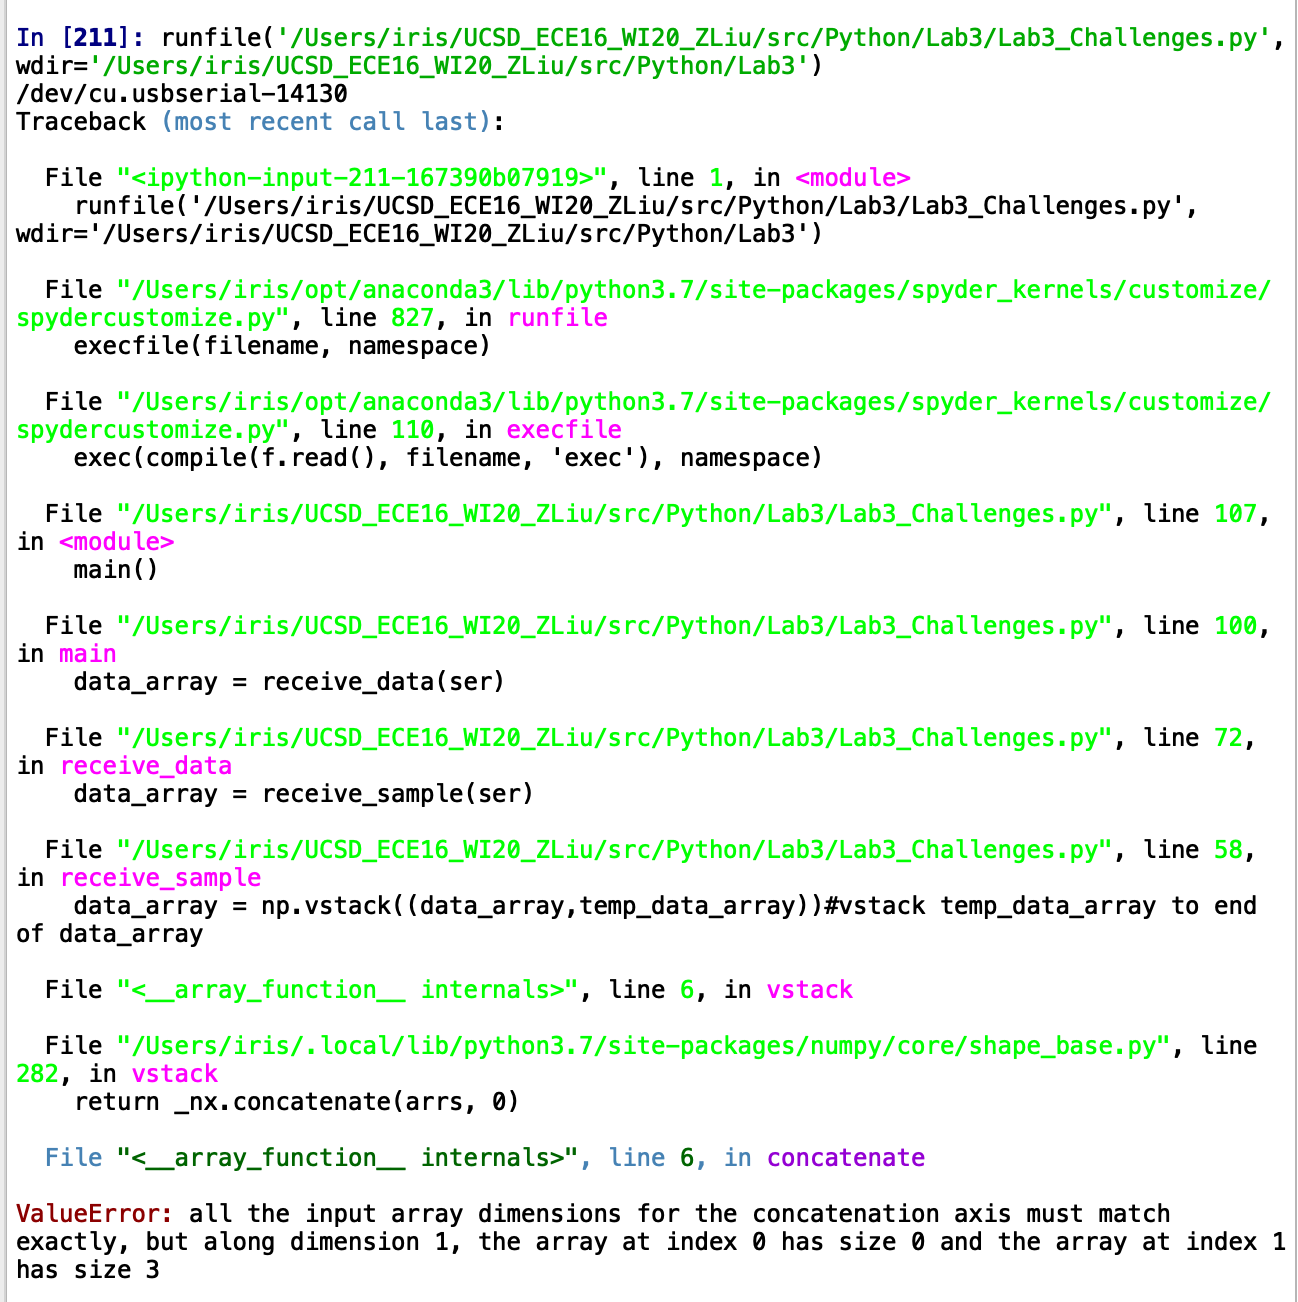 In [211]: runfile('/Users/iris/UCSD_ECE16_WI20_ZLiu/src/Python/Lab3/Lab3_Challenges.py',
wdir='/Users/iris/UCSD_ECE16_WI20_ZLiu/src/Python/Lab3')
/dev/cu.usbserial-14130
Traceback (most recent call last):
  File "<ipython-input-211-167390b07919>", line 1, in <module>
    runfile('/Users/iris/UCSD_ECE16_WI20_ZLiu/src/Python/Lab3/Lab3_Challenges.py',
wdir='/Users/iris/UCSD_ECE16_WI20_ZLiu/src/Python/Lab3')
  File "/Users/iris/opt/anaconda3/lib/python3.7/site-packages/spyder_kernels/customize/
spydercustomize.py", line 827, in runfile
    execfile(filename, namespace)
  File "/Users/iris/opt/anaconda3/lib/python3.7/site-packages/spyder_kernels/customize/
spydercustomize.py", line 110, in execfile
    exec(compile(f.read(), filename, 'exec'), namespace)
  File "/Users/iris/UCSD_ECE16_WI20_ZLiu/src/Python/Lab3/Lab3_Challenges.py", line 107,
in <module>
    main()
  File "/Users/iris/UCSD_ECE16_WI20_ZLiu/src/Python/Lab3/Lab3_Challenges.py", line 100,
in main
    data_array = receive_data(ser)
  File "/Users/iris/UCSD_ECE16_WI20_ZLiu/src/Python/Lab3/Lab3_Challenges.py", line 72,
in receive_data
    data_array = receive_sample(ser)
  File "/Users/iris/UCSD_ECE16_WI20_ZLiu/src/Python/Lab3/Lab3_Challenges.py", line 58,
in receive_sample
    data_array = np.vstack((data_array,temp_data_array))#vstack temp_data_array to end
of data_array
  File "<__array_function__ internals>", line 6, in vstack
  File "/Users/iris/.local/lib/python3.7/site-packages/numpy/core/shape_base.py", line
282, in vstack
    return _nx.concatenate(arrs, 0)
  File "<__array_function__ internals>", line 6, in concatenate
ValueError: all the input array dimensions for the concatenation axis must match
exactly, but along dimension 1, the array at index 0 has size 0 and the array at index 1
has size 3